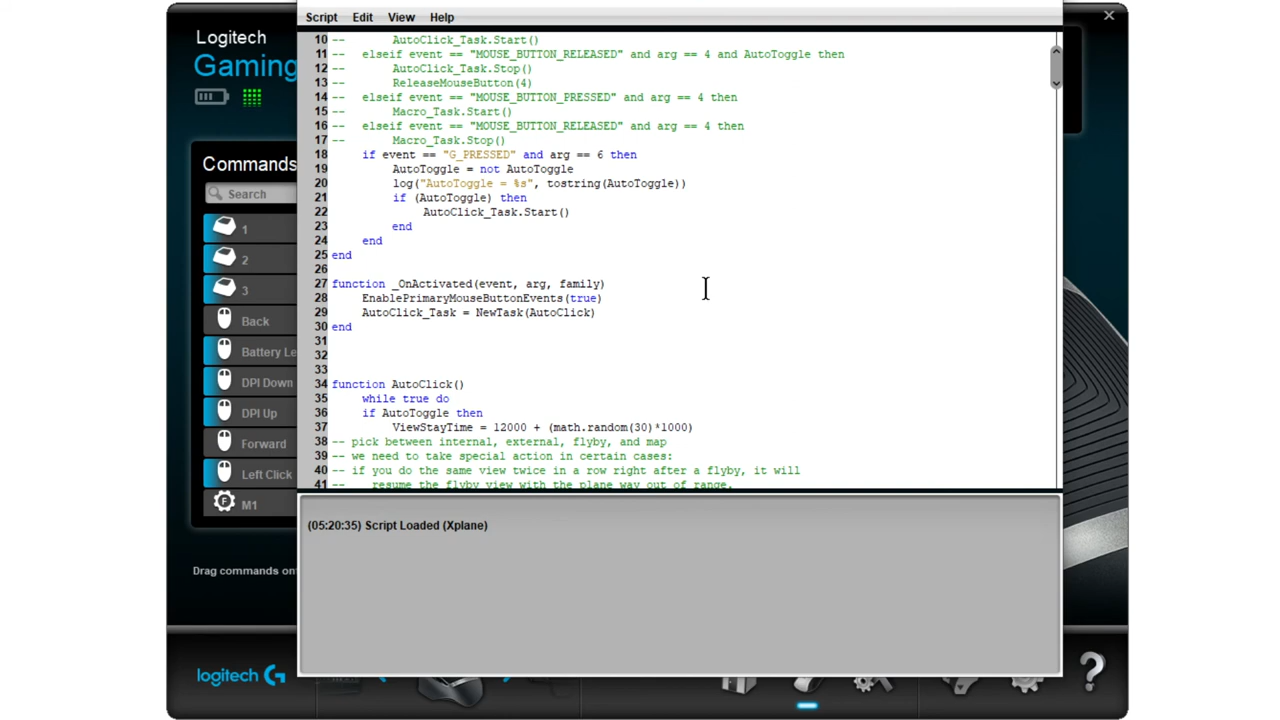 Script Edit View Help
Logitech
Gaming
Commands
Search
1
2
3
Back
Battery Le
DPI Down
DPI Up
Forward
Left Click
M1
Drag commands ont
logitech G
10 -- AutoClick_Task.Start()
11 -- elseif event == "MOUSE_BUTTON_RELEASED" and arg == 4 and AutoToggle then
12 -- AutoClick_Task.Stop()
13 -- ReleaseMouseButton(4)
14 -- elseif event == "MOUSE_BUTTON_PRESSED" and arg == 4 then
15 -- Macro_Task.Start()
16 -- elseif event == "MOUSE_BUTTON_RELEASED" and arg == 4 then
17 -- Macro_Task.Stop()
18 if event == "G_PRESSED" and arg == 6 then
19 AutoToggle = not AutoToggle
20 log("AutoToggle = %s", tostring(AutoToggle))
21 if (AutoToggle) then
22 AutoClick_Task.Start()
23 end
24 end
25 end
26
27 function _OnActivated(event, arg, family)
28 EnablePrimaryMouseButtonEvents(true)
29 AutoClick_Task = NewTask(AutoClick)
30 end
31
32
33
34 function AutoClick()
35 while true do
36 if AutoToggle then
37 ViewStayTime = 12000 + (math.random(30)*1000)
38 -- pick between internal, external, flyby, and map
39 -- we need to take special action in certain cases:
40 -- if you do the same view twice in a row right after a flyby, it will
41 -- resume the flyby view with the plane way out of range.
(05:20:35) Script Loaded (Xplane)
?